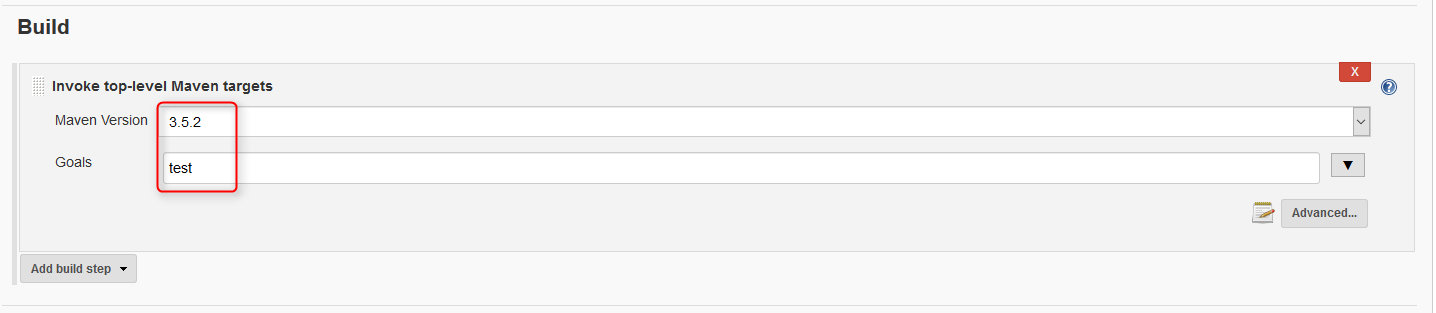 Build
X
Invoke top-level Maven targets
?
Maven Version 3.5.2
Goals test
Advanced...
Add build step